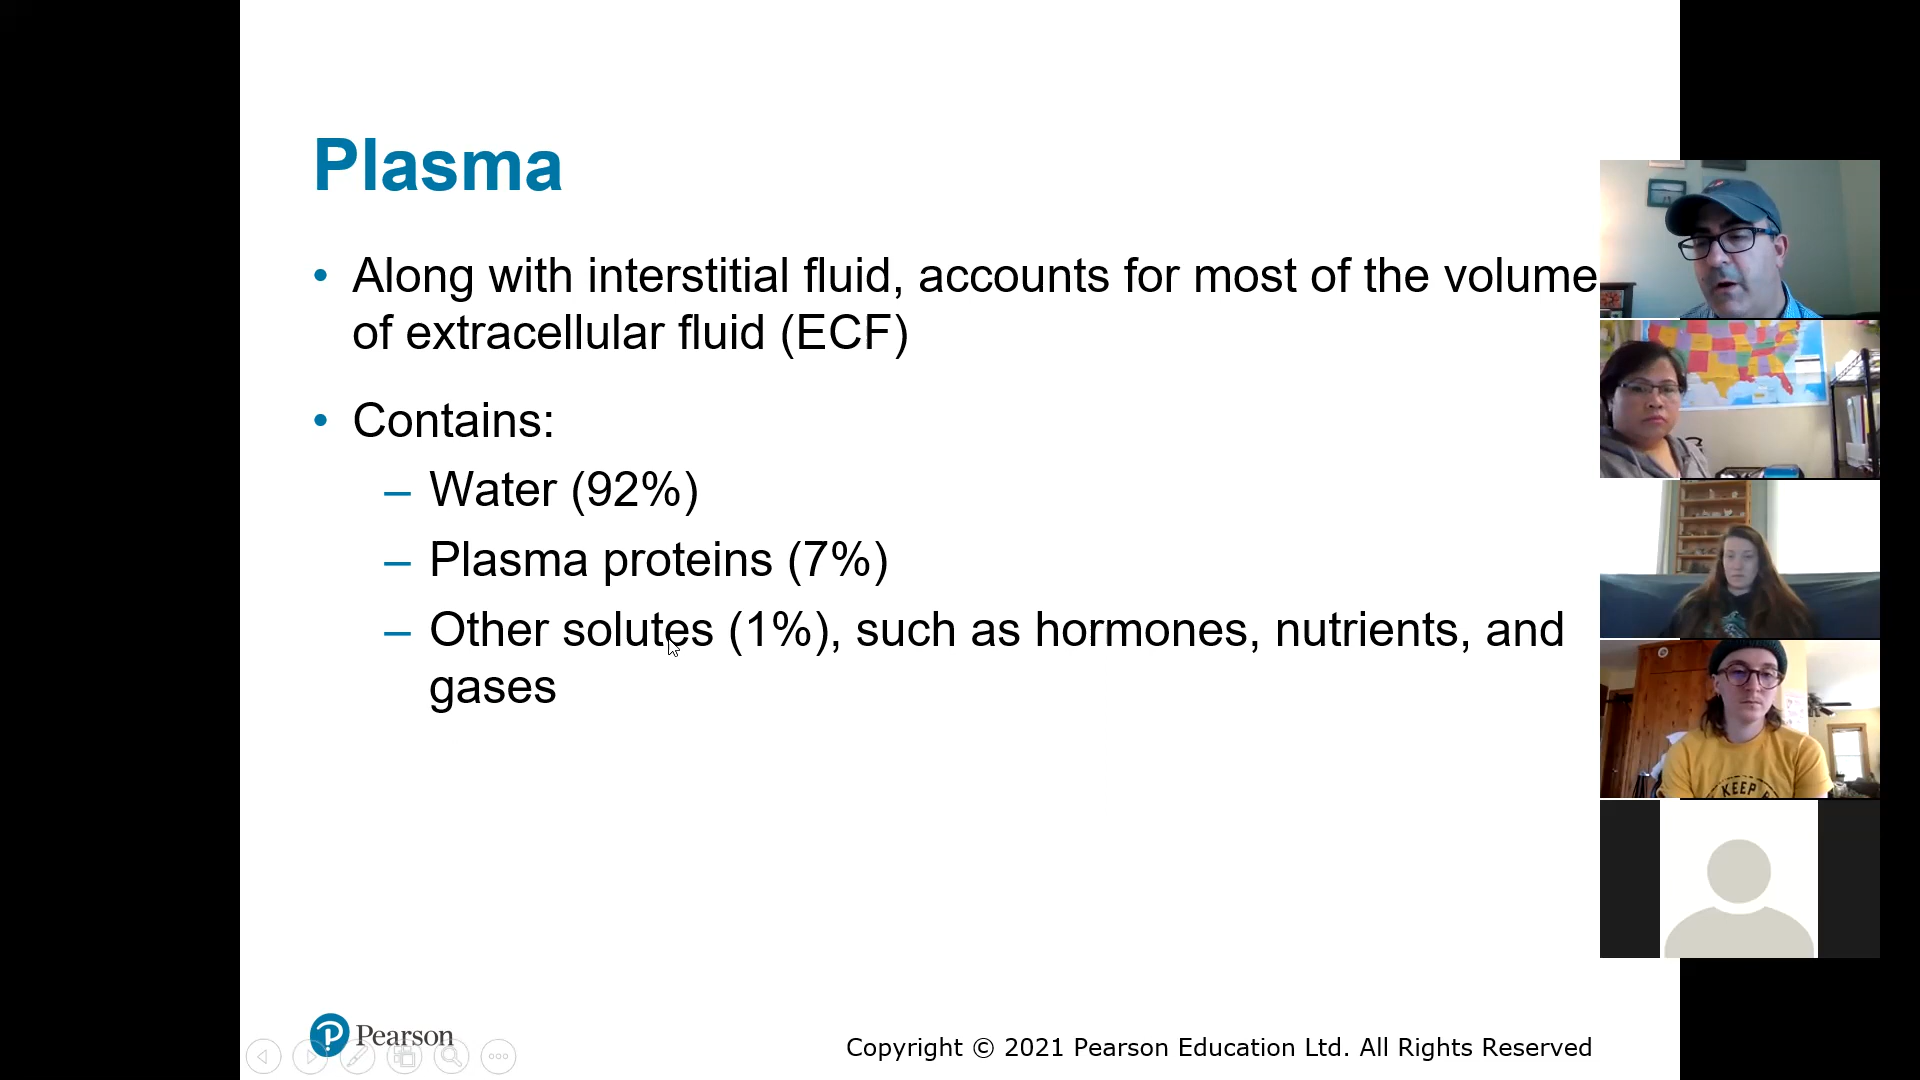 Plasma
• Along with interstitial fluid, accounts for most of the volume
of extracellular fluid (ECF)
• Contains:
– Water (92%)
– Plasma proteins (7%)
– Other solutes (1%), such as hormones, nutrients, and
gases
KEEP
Pearson
Copyright © 2021 Pearson Education Ltd. All Rights Reserved